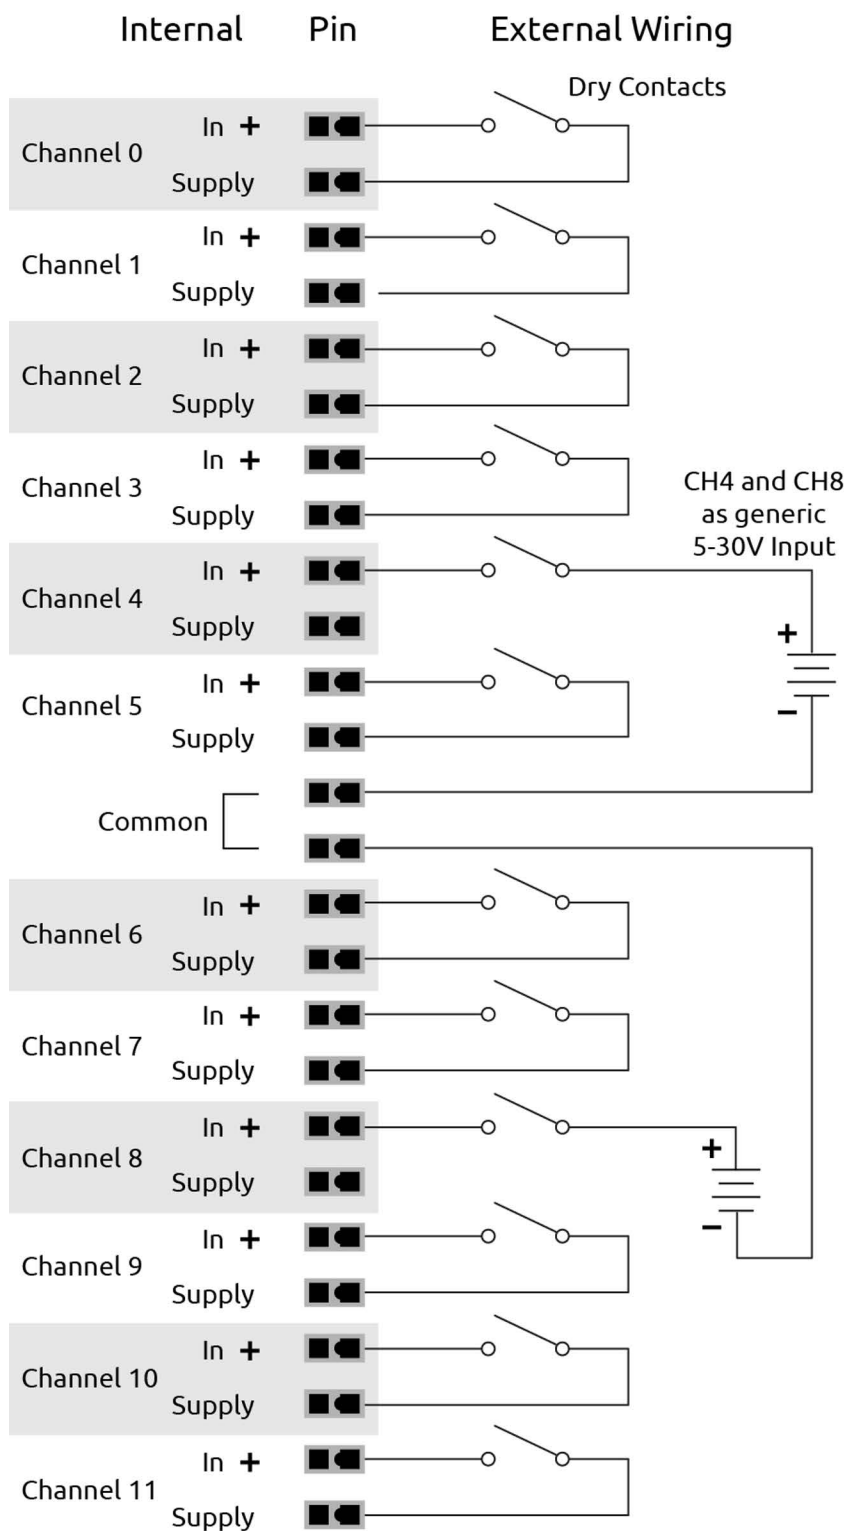 Internal Pin External Wiring
Dry Contacts
In +
Channel 0
Supply
In +
Channel 1
Supply
In +
Channel 2
Supply
In +
Channel 3
Supply
CH4 and CH8
as generic
5-30V Input
In +
Channel 4
Supply
+
In +
Channel 5
−
Supply
Common
In +
Channel 6
Supply
In +
Channel 7
Supply
In +
Channel 8
+
Supply
−
In +
Channel 9
Supply
In +
Channel 10
Supply
In +
Channel 11
Supply